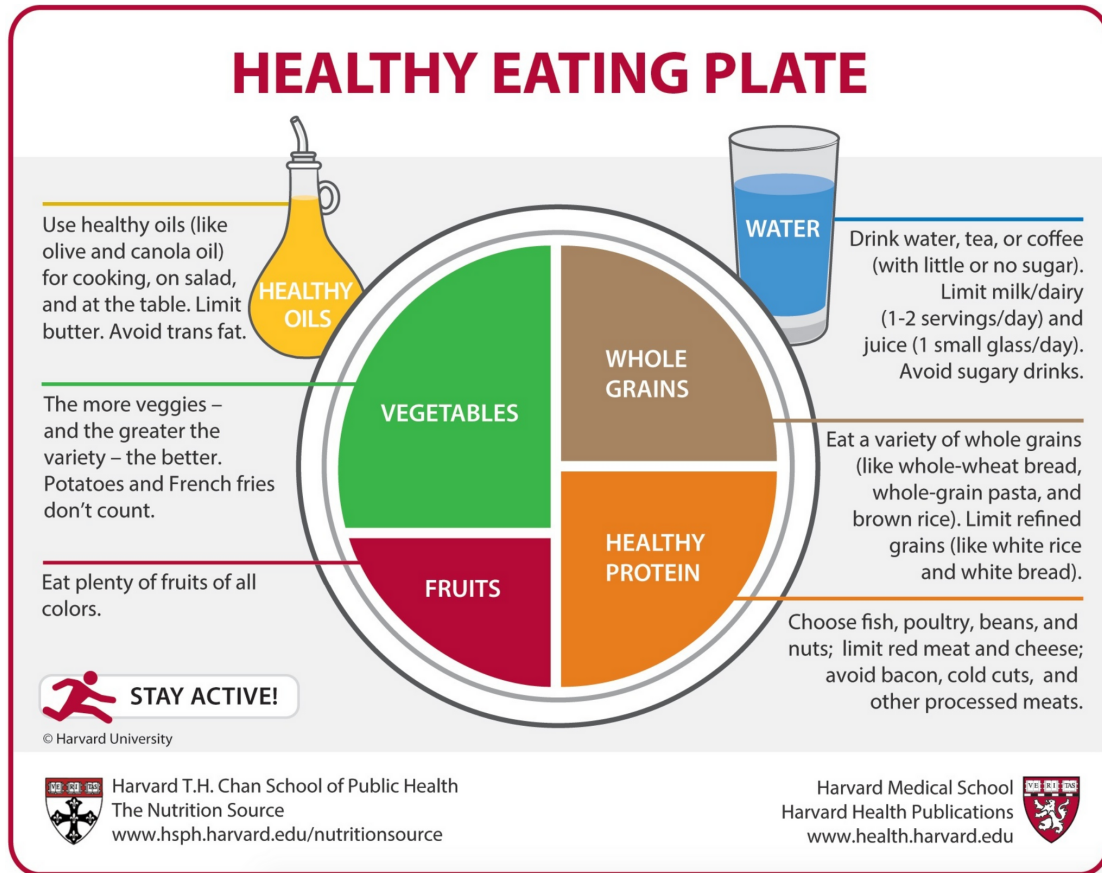 HEALTHY EATING PLATE
Use healthy oils (like
olive and canola oil)
for cooking, on salad,
and at the table. Limit
butter. Avoid trans fat.
HEALTHY
OILS
The more veggies –
and the greater the
variety – the better.
Potatoes and French fries
don’t count.
Eat plenty of fruits of all
colors.
VEGETABLES
FRUITS
WHOLE
GRAINS
HEALTHY
PROTEIN
WATER
Drink water, tea, or coffee
(with little or no sugar).
Limit milk/dairy
(1-2 servings/day) and
juice (1 small glass/day).
Avoid sugary drinks.
Eat a variety of whole grains
(like whole-wheat bread,
whole-grain pasta, and
brown rice). Limit refined
grains (like white rice
and white bread).
Choose fish, poultry, beans, and
nuts; limit red meat and cheese;
avoid bacon, cold cuts, and
other processed meats.
STAY ACTIVE!
© Harvard University
VE RI TAS
Harvard T.H. Chan School of Public Health
The Nutrition Source
www.hsph.harvard.edu/nutritionsource
Harvard Medical School
Harvard Health Publications
www.health.harvard.edu
VE RI TAS